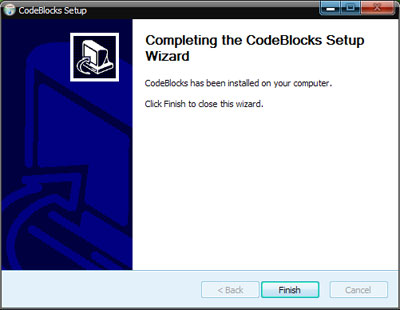 CodeBlocks Setup
Completing the CodeBlocks Setup
Wizard
CodeBlocks has been installed on your computer.
Click Finish to close this wizard.
< Back Finish Cancel